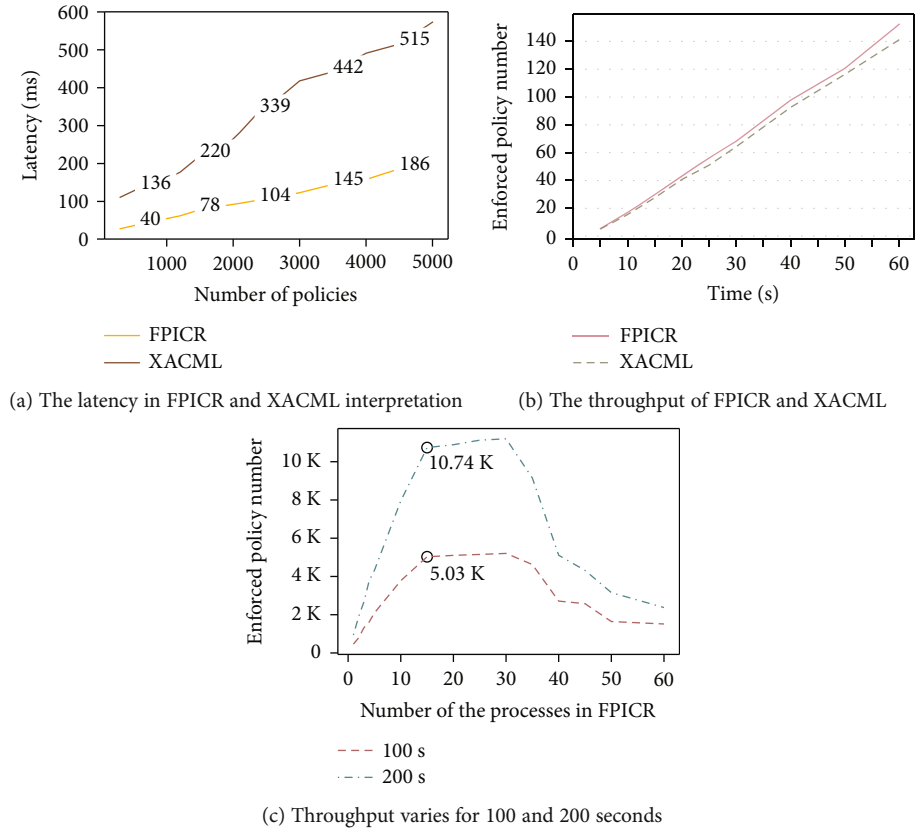 600
500
400
300
200
100
0
Latency (ms)
136
220
339
442
515
40
78
104
145
186
1000 2000 3000 4000 5000
Number of policies
FPICR
XACML
(a) The latency in FPICR and XACML interpretation
140
120
100
80
60
40
20
0
Enforced policy number
0 10 20 30 40 50 60
Time (s)
FPICR
XACML
(b) The throughput of FPICR and XACML
10 K
8 K
6 K
4 K
2 K
0
Enforced policy number
10.74 K
5.03 K
0 10 20 30 40 50 60
Number of the processes in FPICR
100 s
200 s
(c) Throughput varies for 100 and 200 seconds